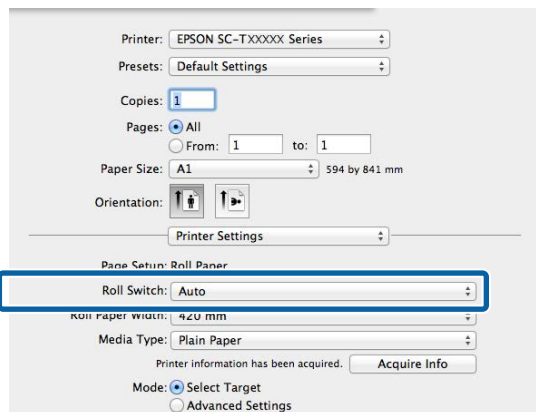 Printer: EPSON SC-TXXXXX Series
Presets: Default Settings
Copies: 1
Pages: All
From: 1 to: 1
Paper Size: A1 594 by 841 mm
Orientation:
Printer Settings
Page Setup: Roll Paper
Roll Switch: Auto
Roll Paper Width: 420 mm
Media Type: Plain Paper
Printer information has been acquired. Acquire Info
Mode: Select Target
Advanced Settings